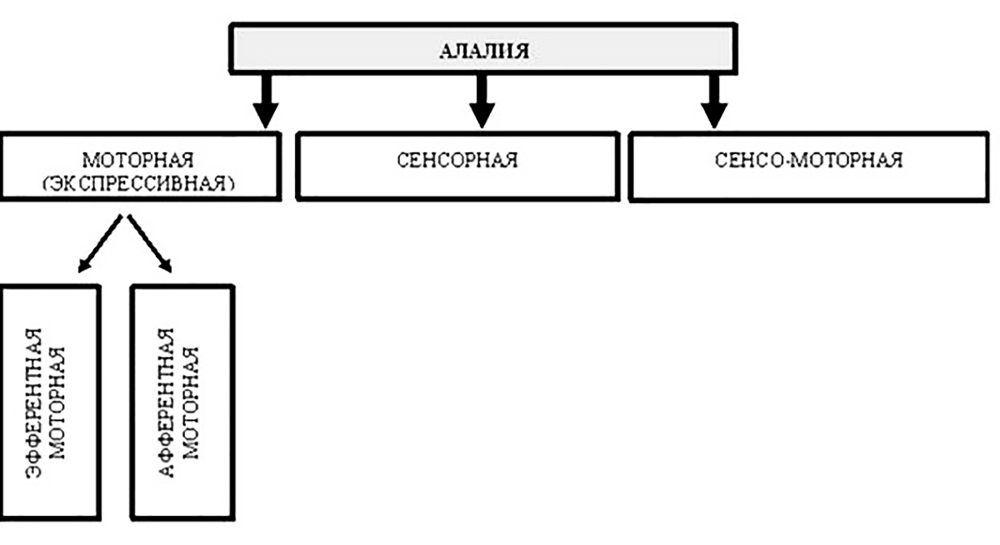 АЛАЛИЯ
МОТОРНАЯ
(ЭКСПРЕССИВНАЯ)
СЕНСОРНАЯ
СЕНСО-МОТОРНАЯ
ЭФФЕРЕНТНАЯ
МОТОРНАЯ
АФФЕРЕНТНАЯ
МОТОРНАЯ